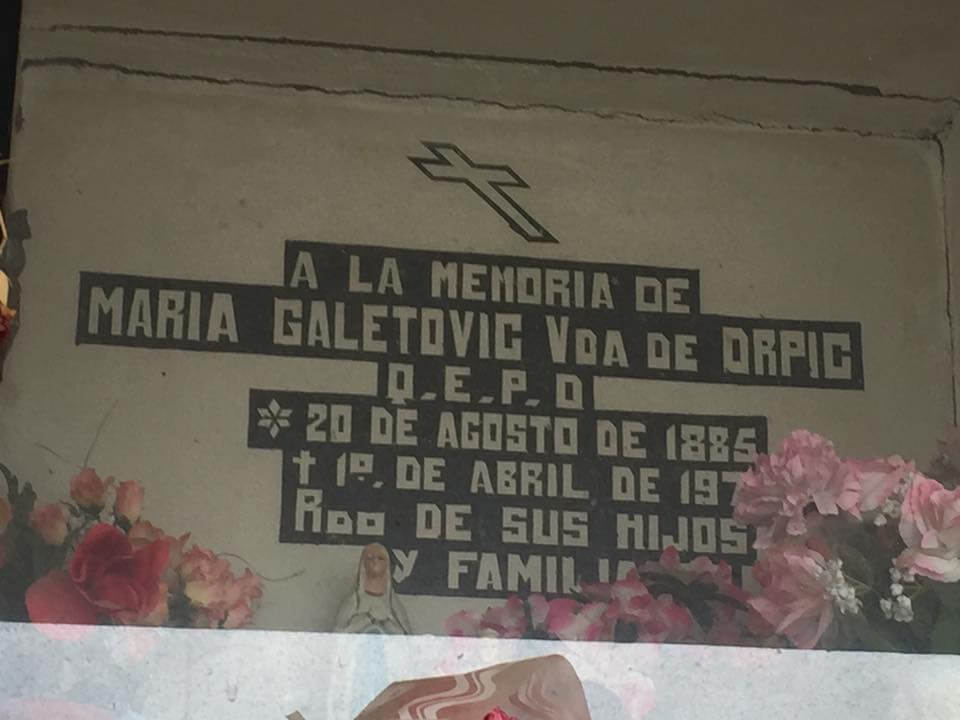 A LA MEMORIA DE
MARIA GALETOVIC VDA DE DRPIC
Q.E.P.D
20 DE AGOSTO DE 1885
1º. DE ABRIL DE 197
RDO DE SUS HIJOS
Y